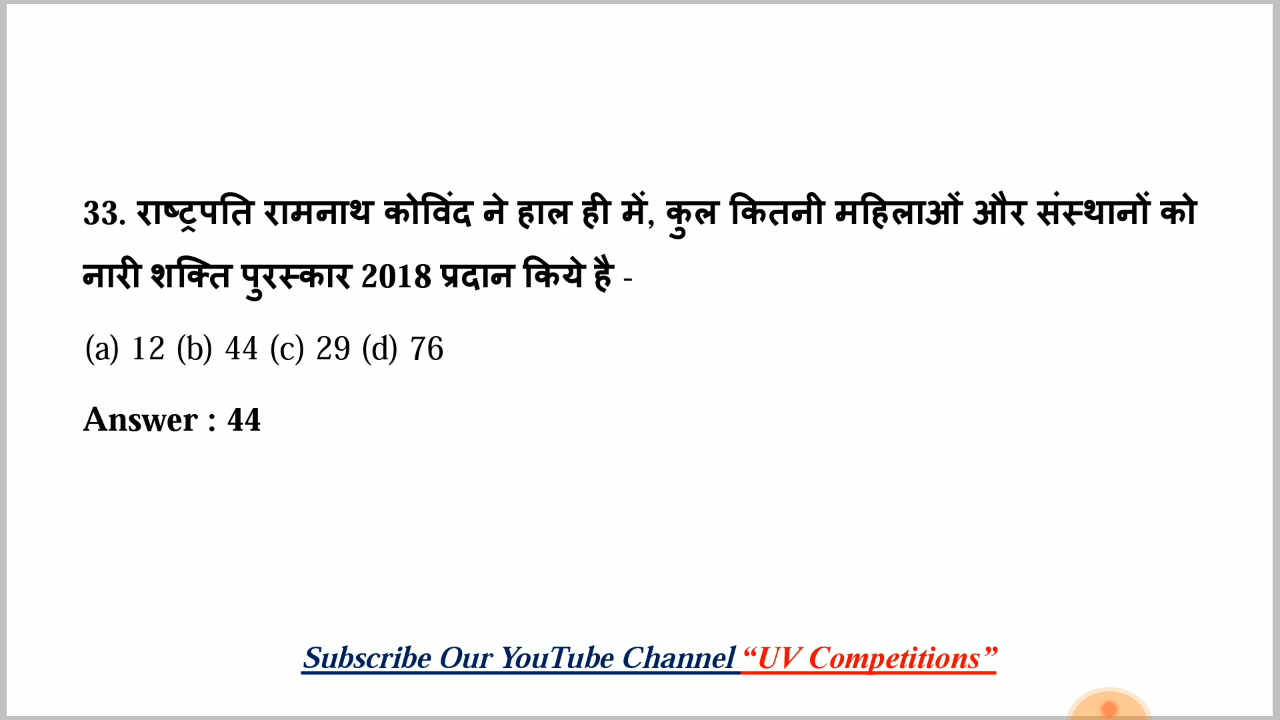 33. राष्ट्रपति रामनाथ कोविंद ने हाल ही में, कुल कितनी महिलाओं और संस्थानों को
नारी शक्ति पुरस्कार 2018 प्रदान किये है -
(a) 12 (b) 44 (c) 29 (d) 76
Answer : 44
Subscribe Our YouTube Channel “UV Competitions”